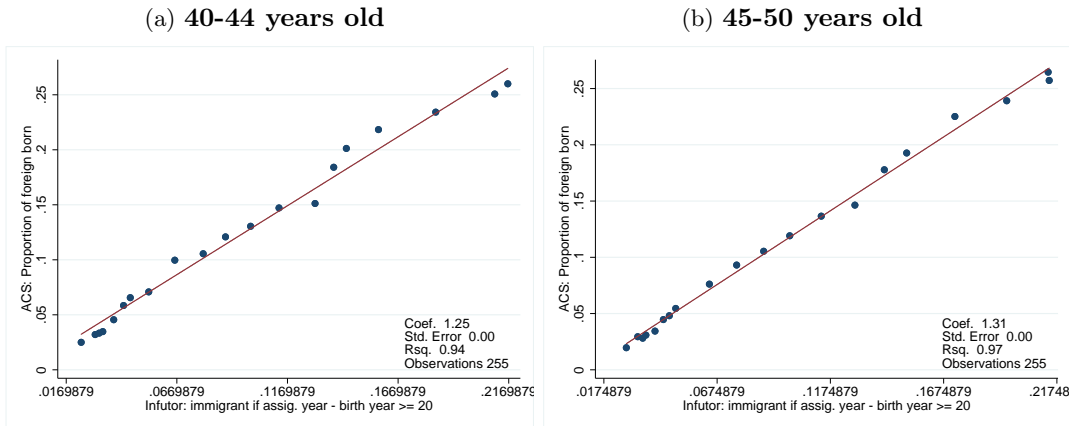 (a) 40-44 years old
ACS: Proportion of foreign born
.25
.2
.15
.1
.05
0
Coef. 1.25
Std. Error 0.00
Rsq. 0.94
Observations 255
.0169879 .0669879 .1169879 .1669879 .2169879
Infutor: immigrant if assig. year - birth year >= 20
(b) 45-50 years old
ACS: Proportion of foreign born
.25
.2
.15
.1
.05
0
Coef. 1.31
Std. Error 0.00
Rsq. 0.97
Observations 255
.0174879 .0674879 .1174879 .1674879 .21748
Infutor: immigrant if assig. year - birth year >= 20